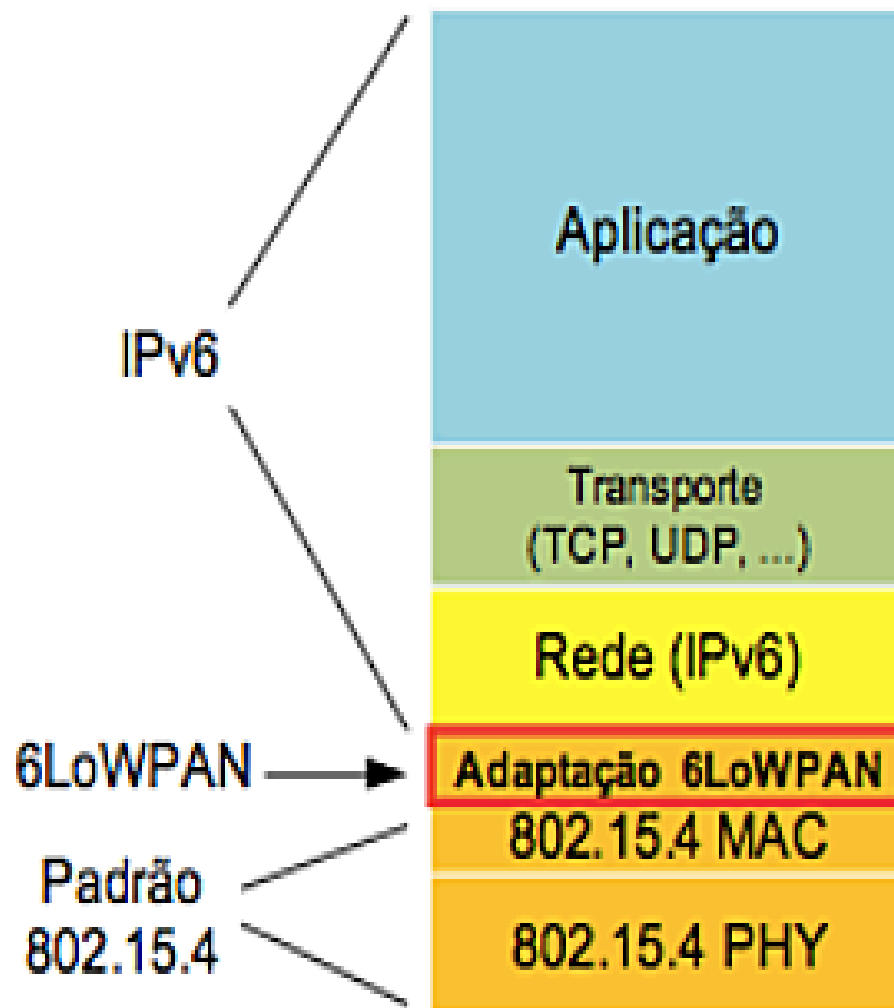 Aplicação
IPv6
Transporte
(TCP, UDP, ...)
Rede (IPv6)
6LoWPAN
Adaptação 6LoWPAN
802.15.4 MAC
Padrão
802.15.4
802.15.4 PHY